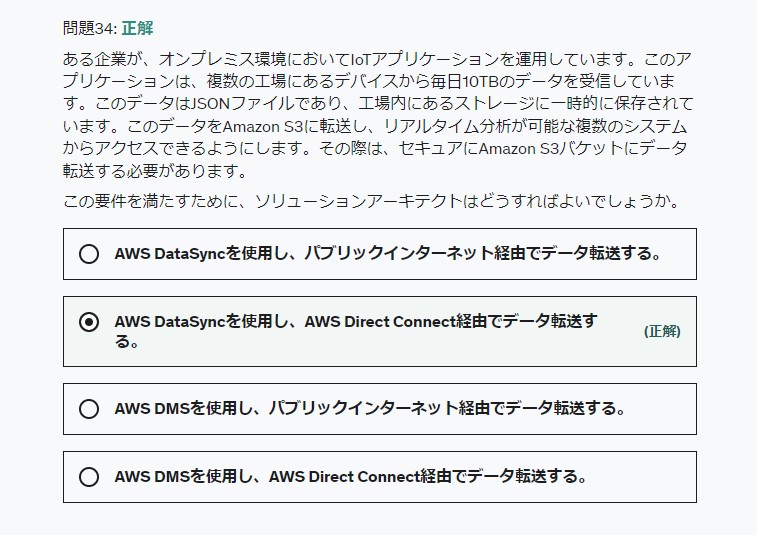 問題34: 正解
ある企業が、オンプレミス環境においてIoTアプリケーションを運用しています。このア
プリケーションは、複数の工場にあるデバイスから毎日10TBのデータを受信していま
す。このデータはJSONファイルであり、工場内にあるストレージに一時的に保存されて
います。このデータをAmazon S3に転送し、リアルタイム分析が可能な複数のシステム
からアクセスできるようにします。その際は、セキュアにAmazon S3バケットにデータ
転送する必要があります。
この要件を満たすために、ソリューションアーキテクトはどうすればよいでしょうか。
AWS DataSyncを使用し、パブリックインターネット経由でデータ転送する。
AWS DataSyncを使用し、AWS Direct Connect経由でデータ転送す
る。
(正解)
AWS DMSを使用し、パブリックインターネット経由でデータ転送する。
AWS DMSを使用し、AWS Direct Connect経由でデータ転送する。